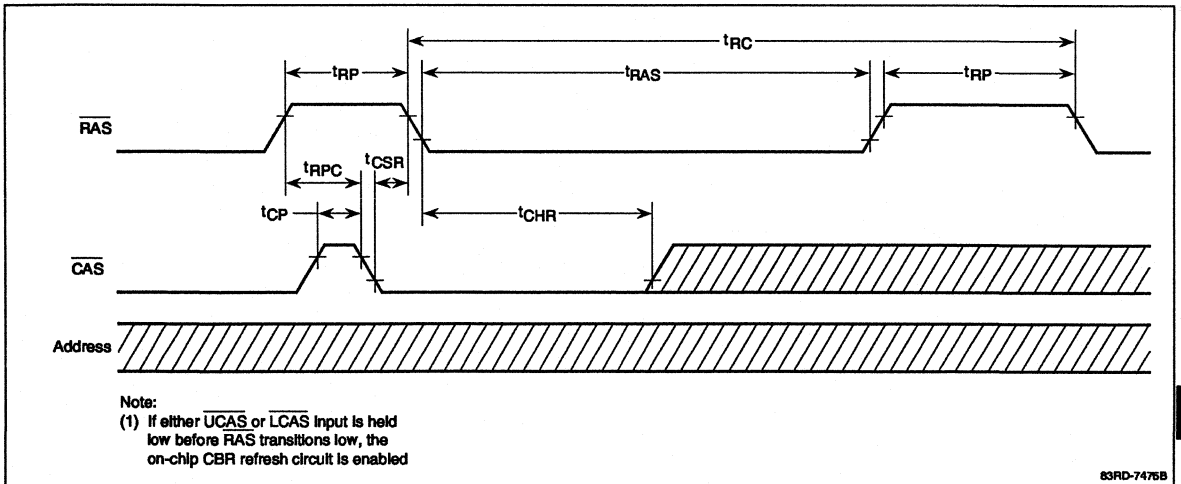 tRC
tRP
tRAS
tRP
RAS
tRPC
tCSR
tCP
tCHR
CAS
Address
Note:
(1) If either UCAS or LCAS input is held
low before RAS transitions low, the
on-chip CBR refresh circuit is enabled
83RD-7475B